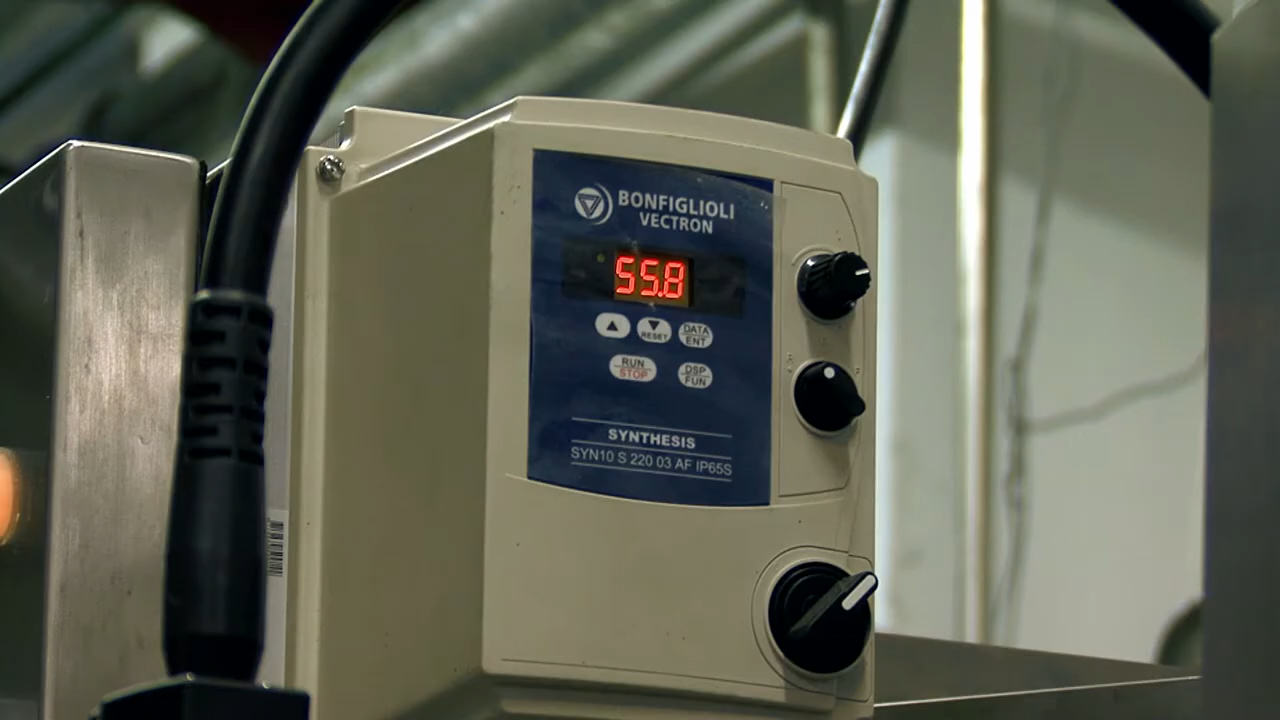 BONFIGLIOLI
VECTRON
55.8
RESET
DATA
ENT
RUN
STOP
DSP
FUN
SYNTHESIS
SYN10 S 220 03 AF IP65S